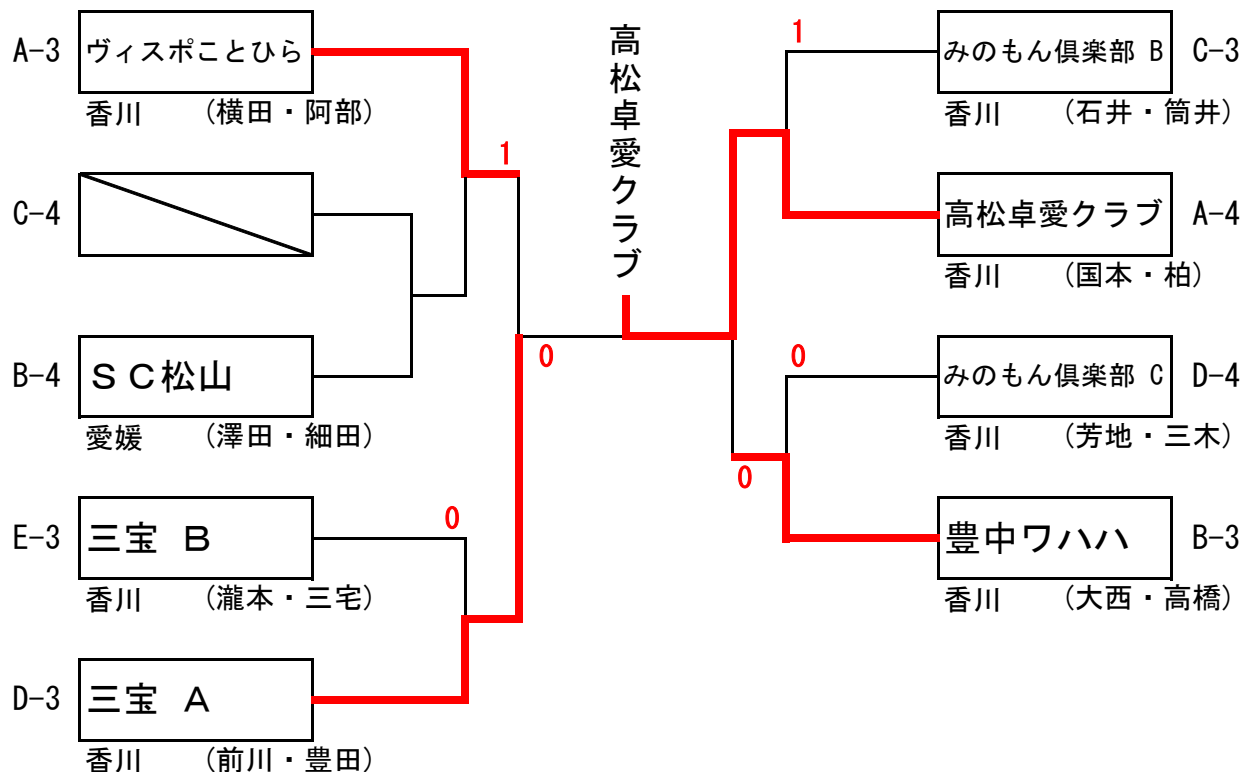 A-3 ヴィスポことひら
香川 (横田・阿部)
C-4
B-4 ＳＣ松山
愛媛 (澤田・細田)
E-3 三宝 Ｂ
香川 (瀧本・三宅)
D-3 三宝 Ａ
香川 (前川・豊田)
1
0
0
高松卓愛クラブ
1
0
0
みのもん倶楽部 B C-3
香川 (石井・筒井)
高松卓愛クラブ A-4
香川 (国本・柏)
みのもん倶楽部 C D-4
香川 (芳地・三木)
豊中ワハハ B-3
香川 (大西・高橋)